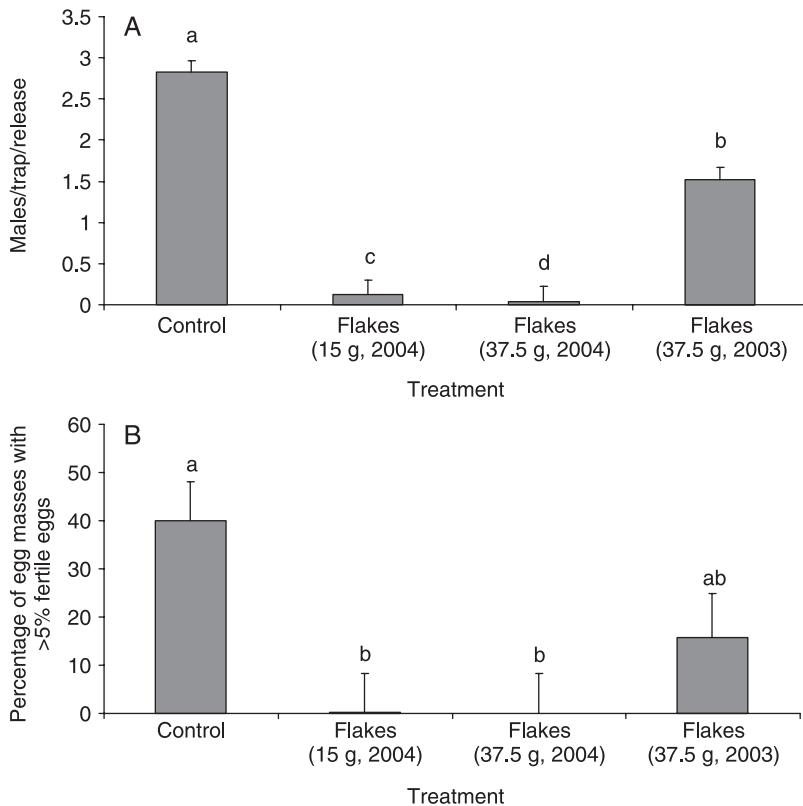 A
3.5
3
2.5
2
1.5
1
0.5
0
Males/trap/release
a
c
d
b
Control
Flakes
(15 g, 2004)
Flakes
(37.5 g, 2004)
Flakes
(37.5 g, 2003)
Treatment
B
60
50
40
30
20
10
0
Percentage of egg masses with
>5% fertile eggs
a
b
b
ab
Control
Flakes
(15 g, 2004)
Flakes
(37.5 g, 2004)
Flakes
(37.5 g, 2003)
Treatment